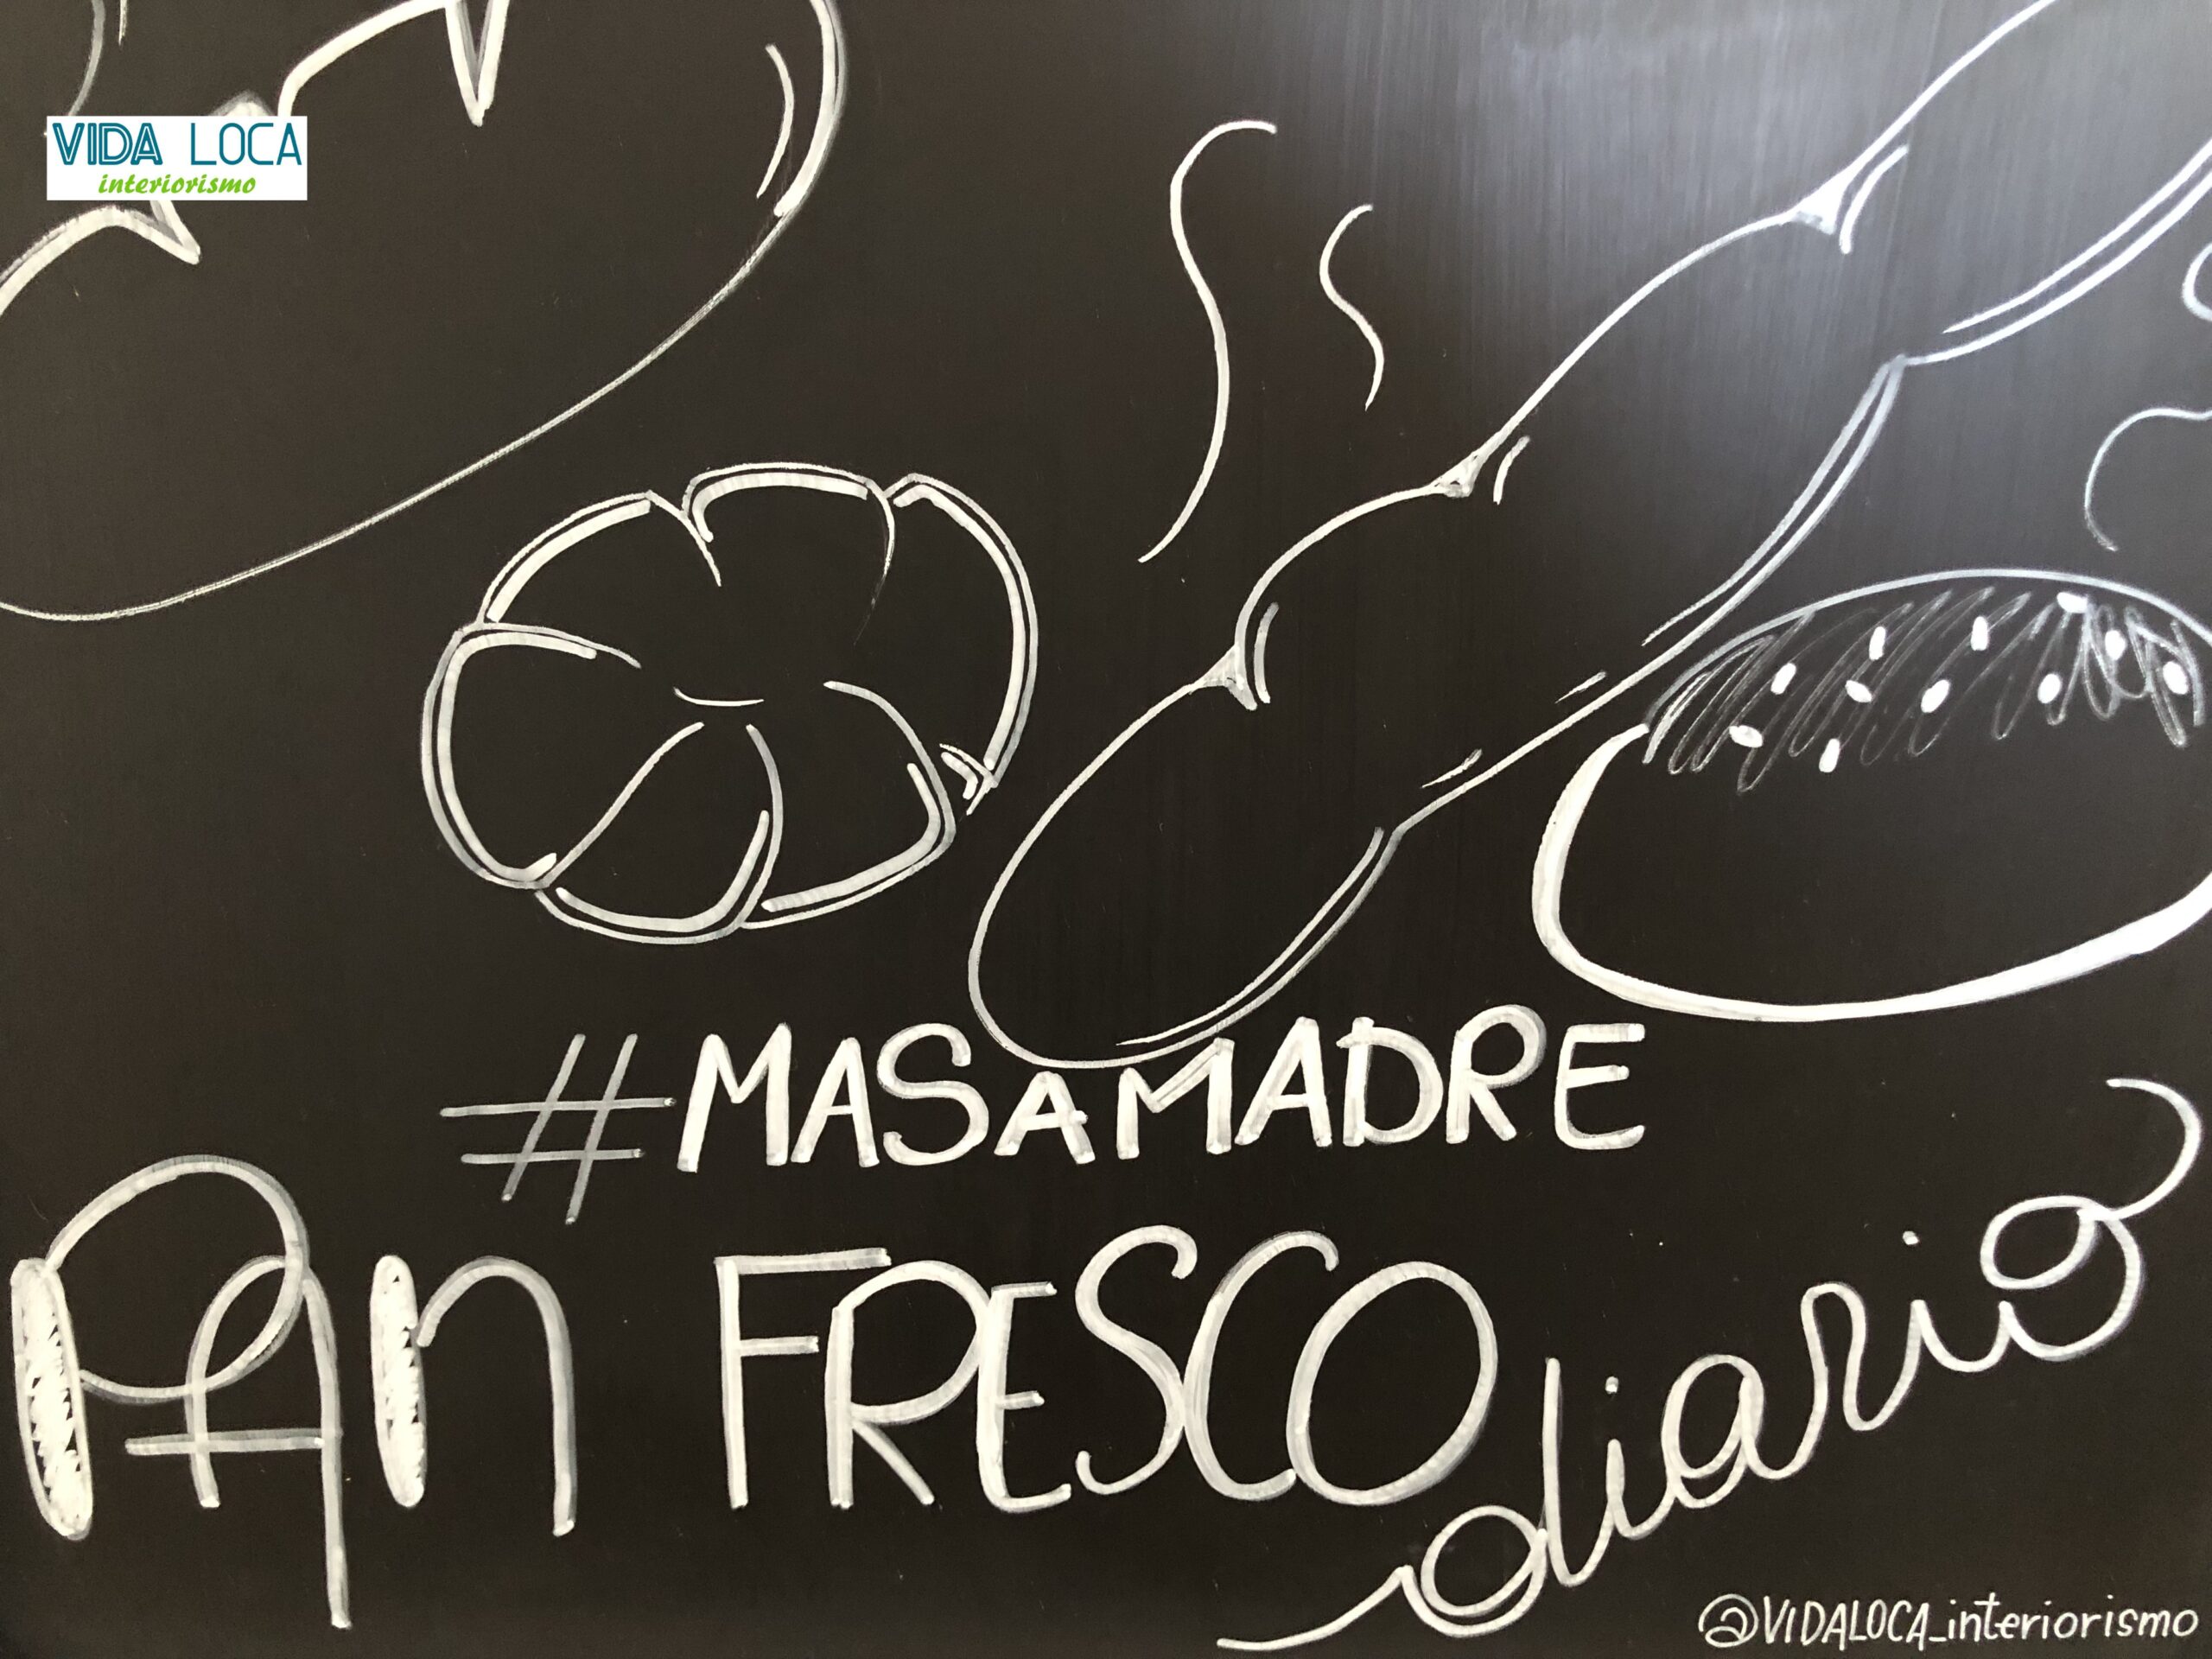 VIDA LOCA
interiorismo
#MASAMADRE
PAn FRESCO diario
@VIDALOCA_interiorismo